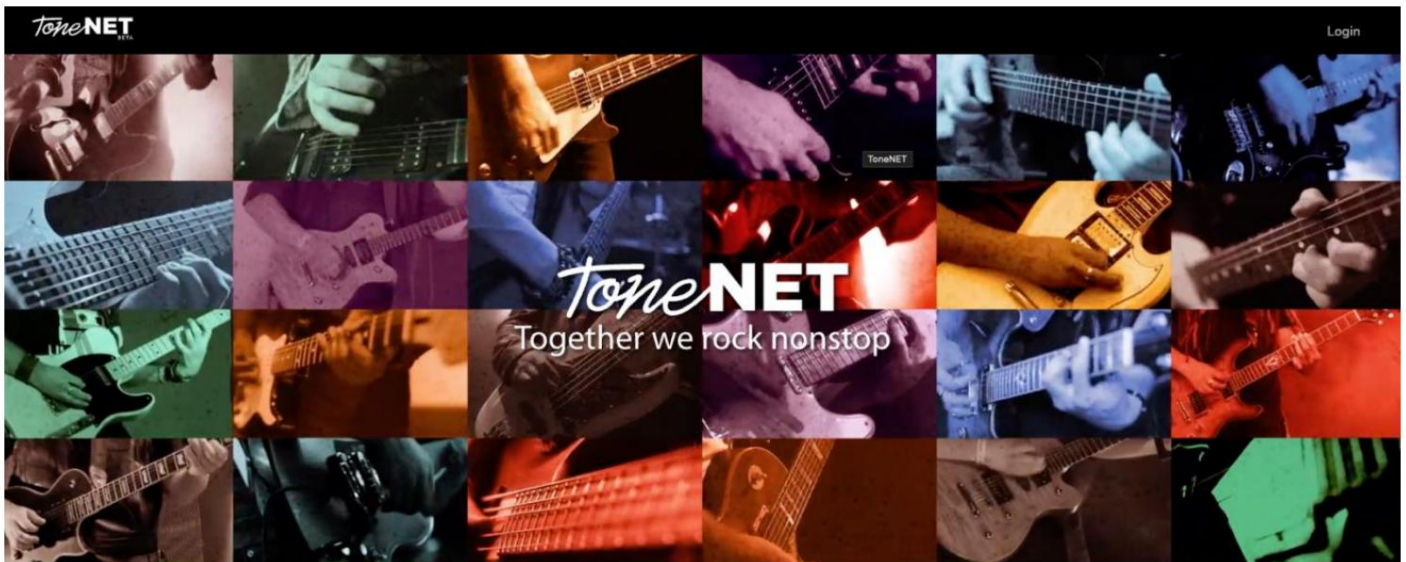 ToneNET
BETA
Login
ToneNET
ToneNET
Together we rock nonstop